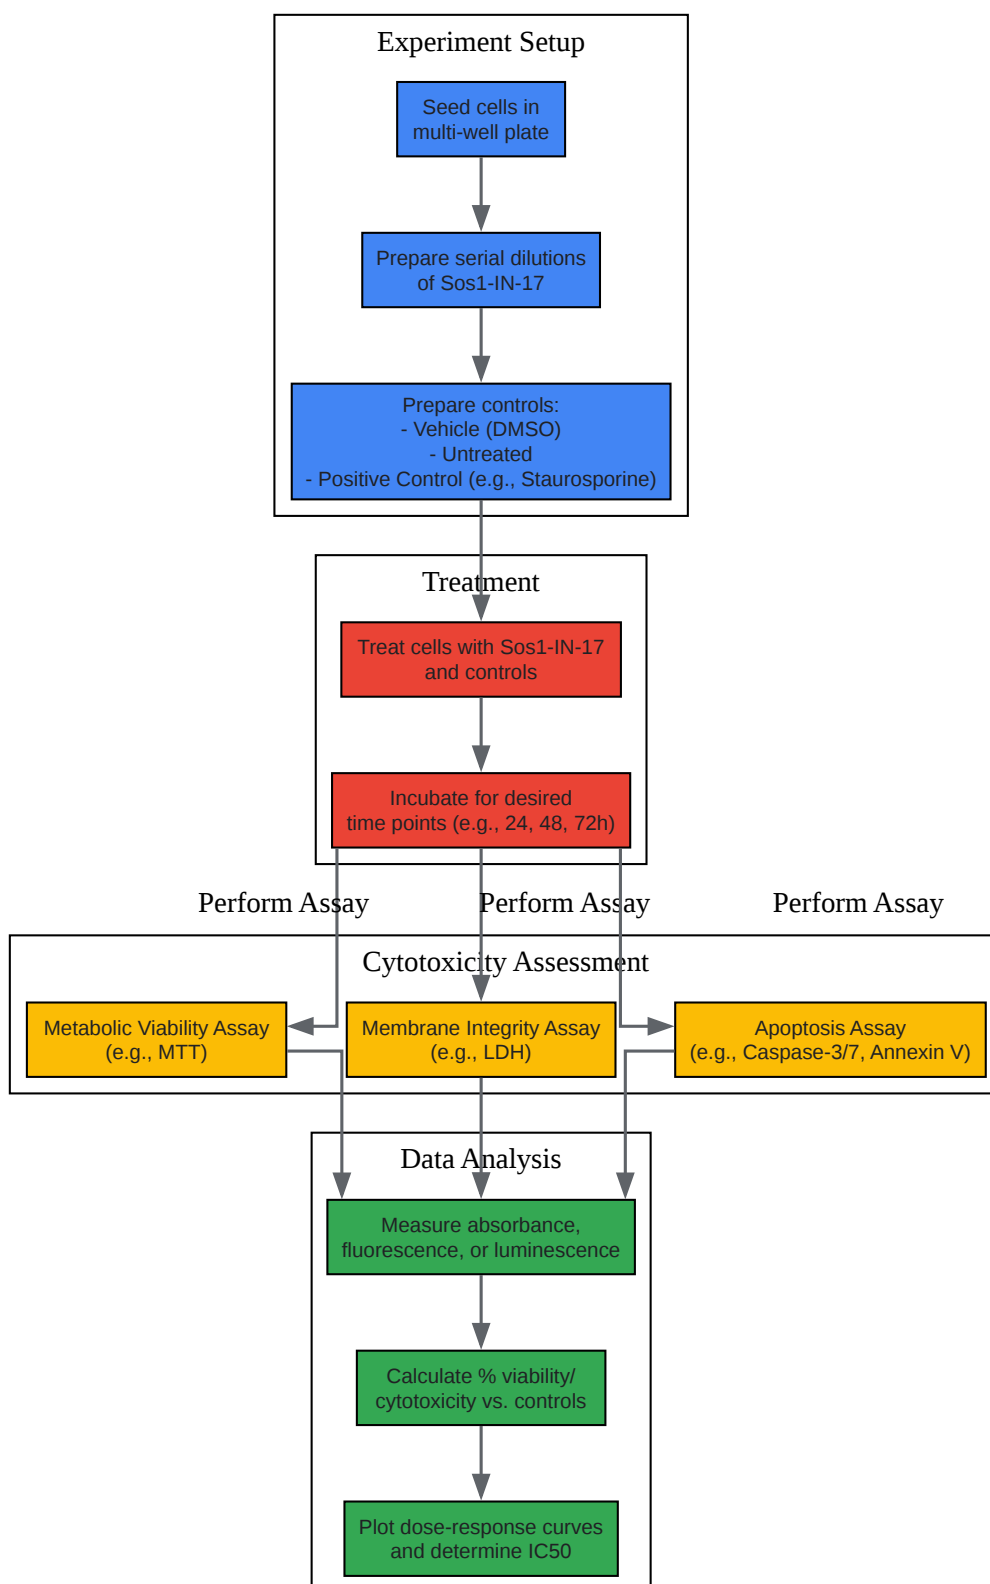 Experiment Setup
Seed cells in
multi-well plate
Prepare serial dilutions
of Sos1-IN-17
Prepare controls:
- Vehicle (DMSO)
- Untreated
- Positive Control (e.g., Staurosporine)
Treatment
Treat cells with Sos1-IN-17
and controls
Incubate for desired
time points (e.g., 24, 48, 72h)
Perform Assay
Perform Assay
Perform Assay
Cytotoxicity Assessment
Metabolic Viability Assay
(e.g., MTT)
Membrane Integrity Assay
(e.g., LDH)
Apoptosis Assay
(e.g., Caspase-3/7, Annexin V)
Data Analysis
Measure absorbance,
fluorescence, or luminescence
Calculate % viability/
cytotoxicity vs. controls
Plot dose-response curves
and determine IC50